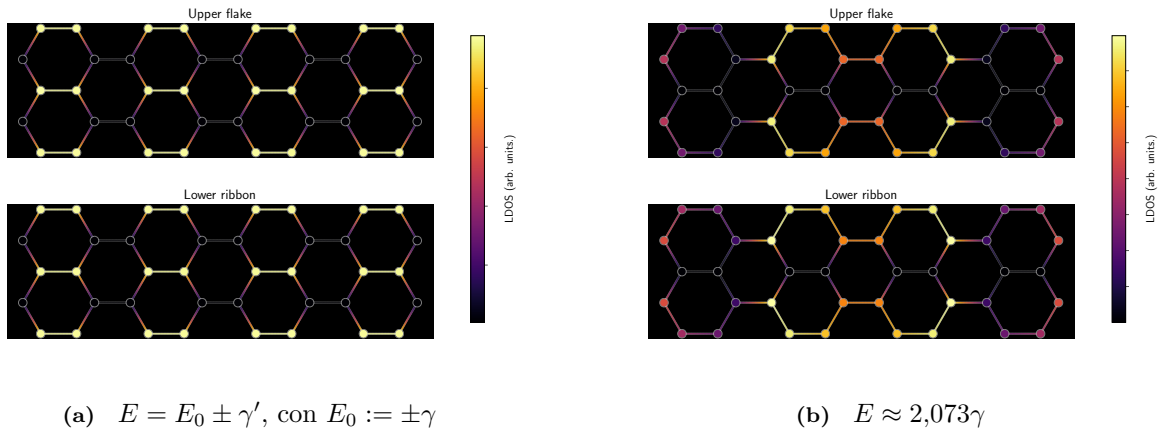 Upper flake
LDOS (arb. units.)
Lower ribbon
(a) E = E₀ ± γ′, con E₀ := ±γ
Upper flake
LDOS (arb. units.)
Lower ribbon
(b) E ≈ 2,073γ